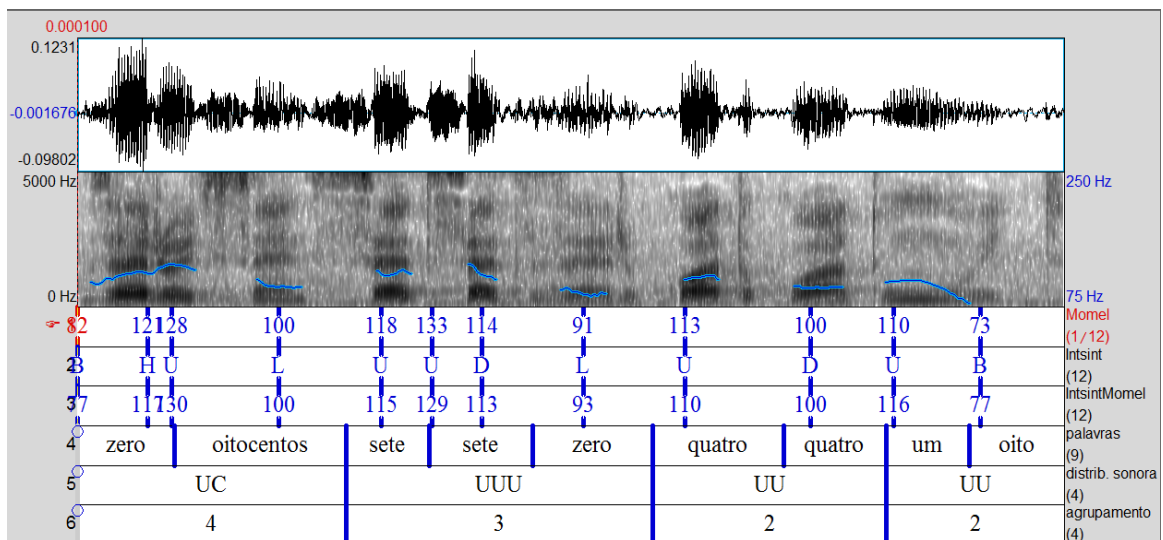 0.000100
0.1231
-0.001676
-0.09802
5000 Hz 250 Hz
0 Hz 75 Hz
82 121 128 100 118 133 114 91 113 100 110 73 Momel (1/12)
2 B H U L U U D L U D U B Intsint (12)
3 77 117 130 100 115 129 113 93 110 100 116 77 IntsintMomel (12)
4 zero oitocentos sete sete zero quatro quatro um oito palavras (9)
5 UC UUU UU UU distrib. sonora (4)
6 4 3 2 2 agrupamento (4)